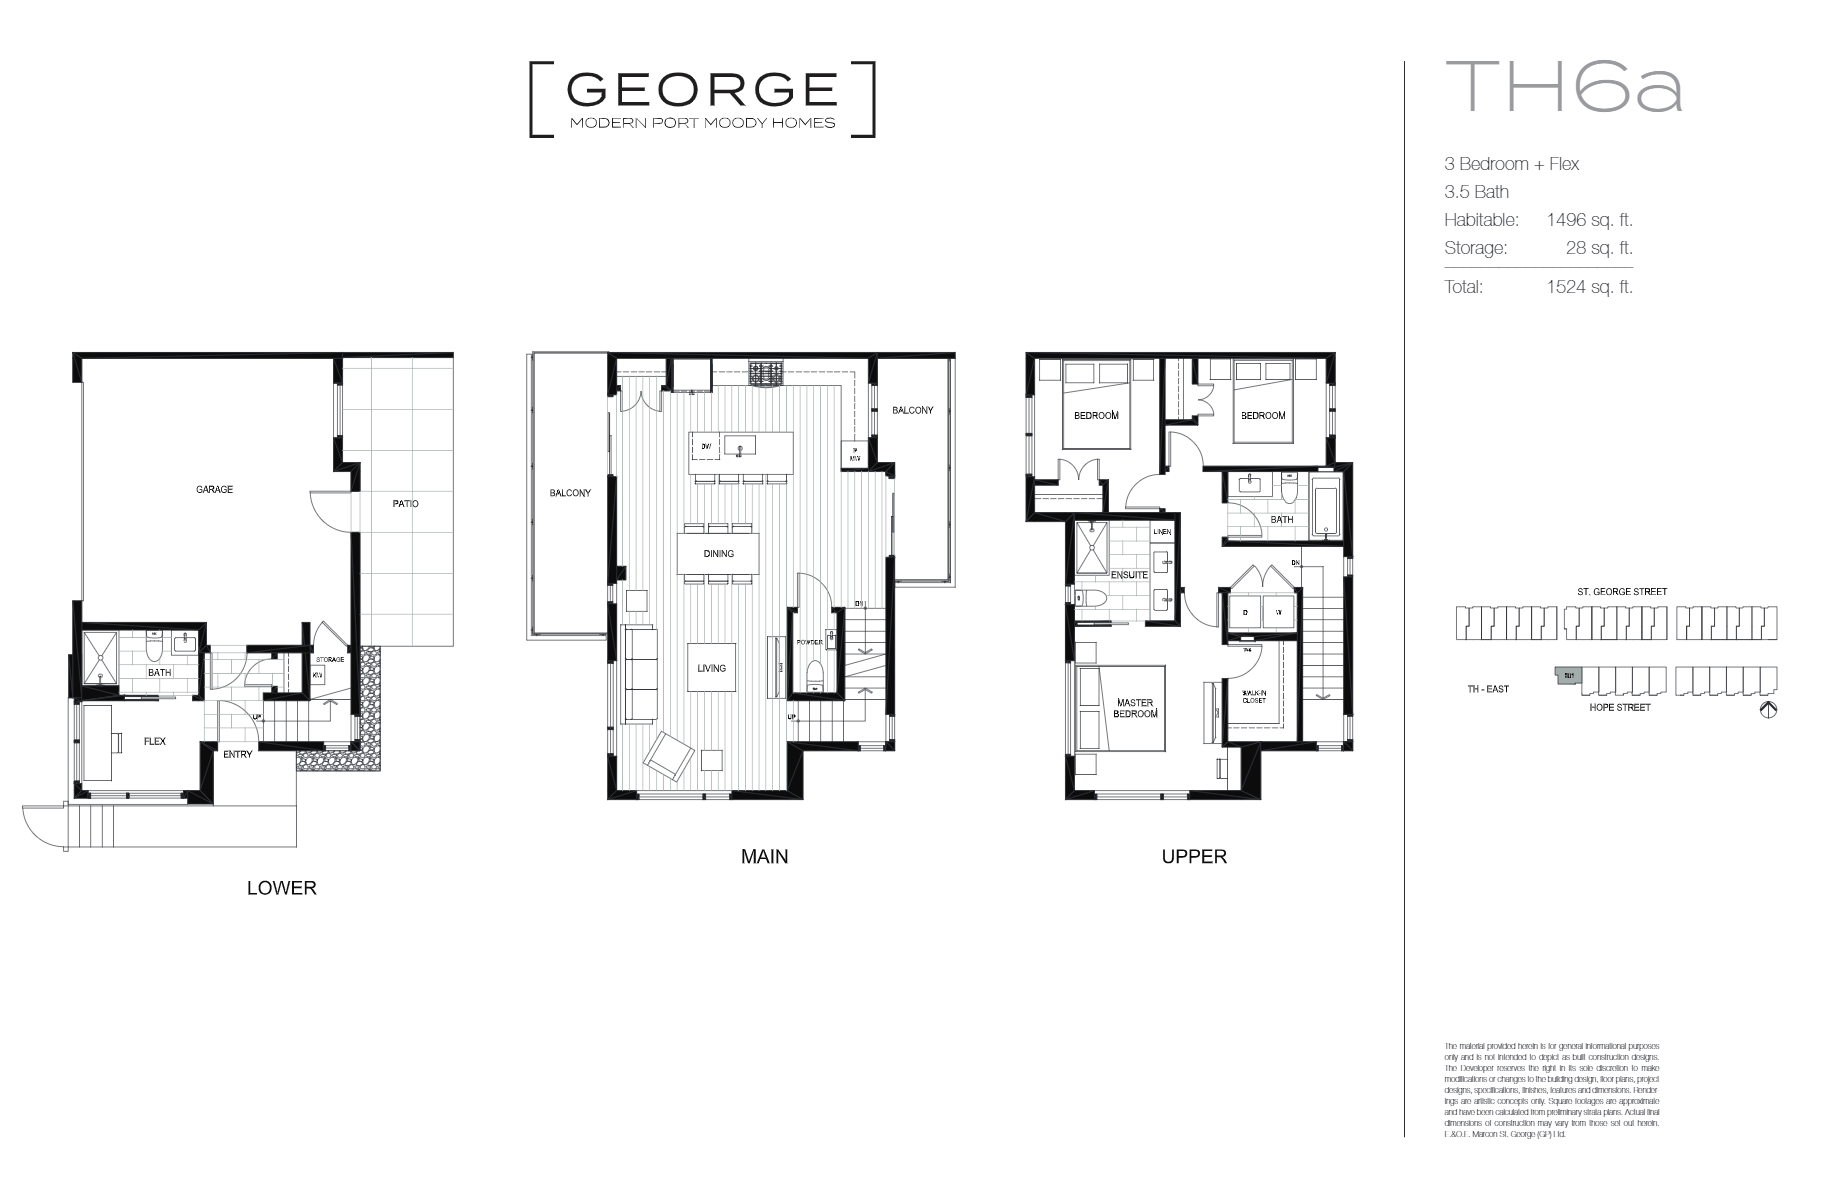 GEORGE
MODERN PORT MOODY HOMES
TH6a
3 Bedroom + Flex
3.5 Bath
Habitable: 1496 sq. ft.
Storage: 28 sq. ft.
Total: 1524 sq. ft.
GARAGE
PATIO
STORAGE
BATH
UP
FLEX
ENTRY
LOWER
BALCONY
BALCONY
DW
DINING
DN
POWDER
LIVING
UP
MAIN
BEDROOM
BEDROOM
BATH
LINEN
ENSUITE
DN
D
W
WALK-IN
CLOSET
MASTER
BEDROOM
UPPER
ST. GEORGE STREET
TH - EAST
HOPE STREET
The material provided herein is for general informational purposes
only and is not intended to depict as built construction designs.
The Developer reserves the right in its sole discretion to make
modifications or changes to the building design, floor plans, project
designs, specifications, finishes, features and dimensions. Render
ings are artistic concepts only. Square footages are approximate
and have been calculated from preliminary strata plans. Actual final
dimensions of construction may vary from those set out herein.
E.&O.E. Marcon St. George (GP) Ltd.